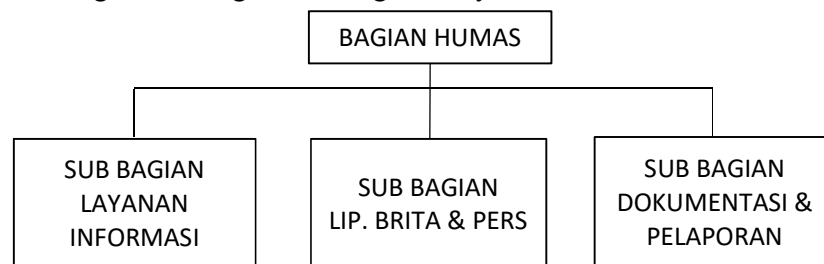 BAGIAN HUMAS
SUB BAGIAN
LAYANAN
INFORMASI
SUB BAGIAN
LIP. BRITA & PERS
SUB BAGIAN
DOKUMENTASI &
PELAPORAN